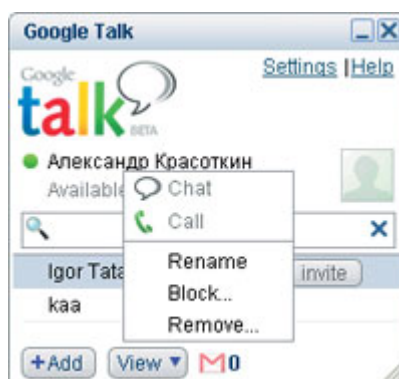 Google Talk
Settings | Help
Google
talk
BETA
Александр Красоткин
Available
Chat
Call
Rename
Block...
Remove...
Igor Tata
invite
kaa
+Add View ▼ 0